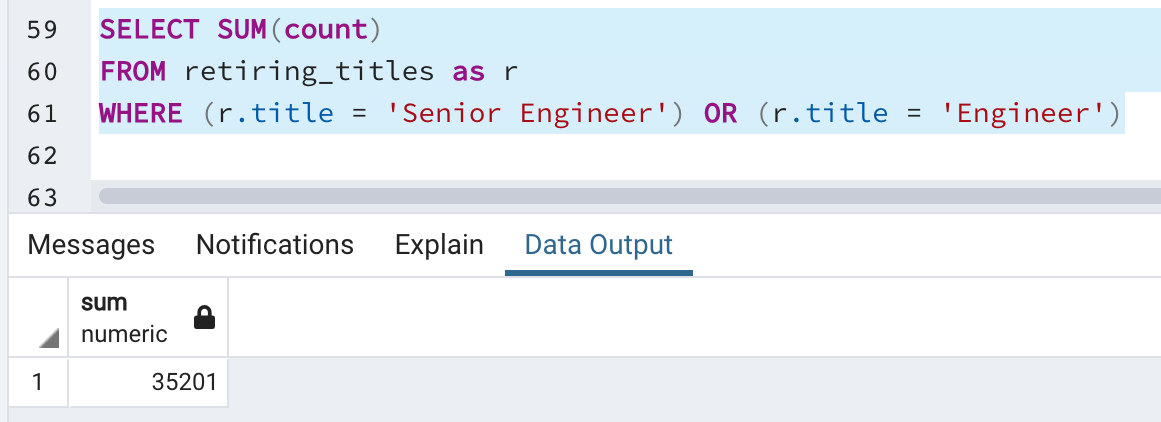 59 SELECT SUM(count)
60 FROM retiring_titles as r
61 WHERE (r.title = 'Senior Engineer') OR (r.title = 'Engineer')
62
63
Messages Notifications Explain Data Output
sum
numeric
1 35201